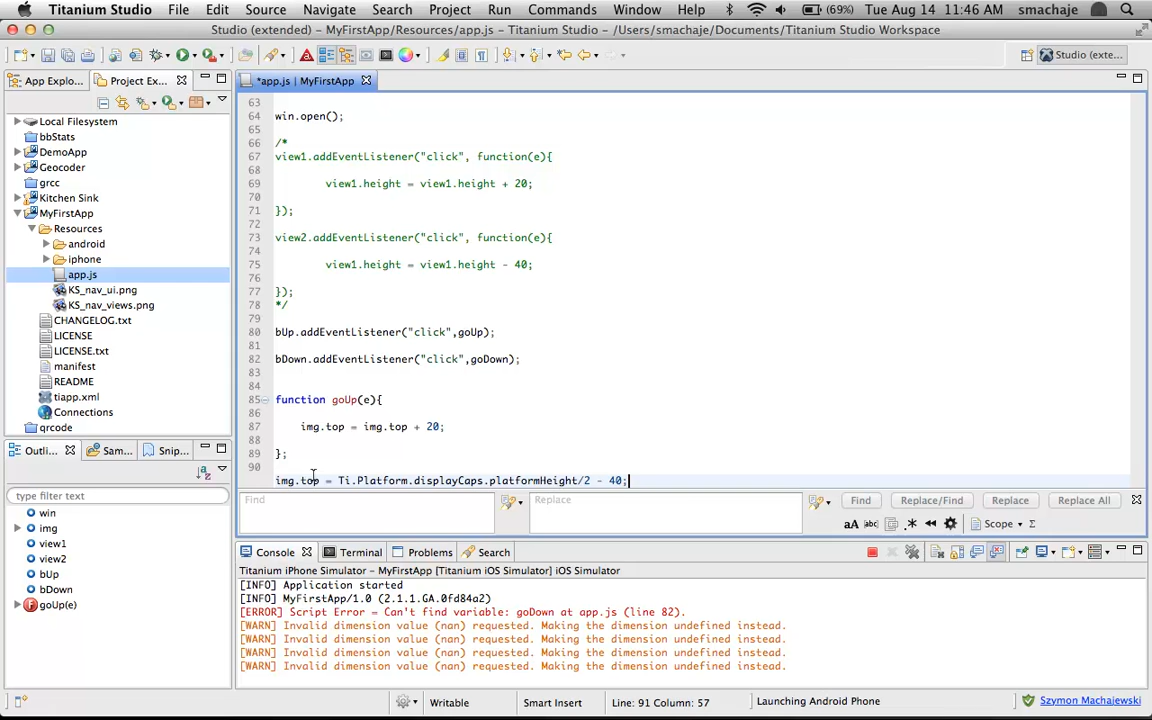 Titanium Studio File Edit Source Navigate Search Project Run Commands Window Help (69%) Tue Aug 14 11:46 AM smachaje
Studio (extended) – MyFirstApp/Resources/app.js – Titanium Studio – /Users/smachaje/Documents/Titanium Studio Workspace
Studio (exte...
App Explo... Project Ex...
*app.js | MyFirstApp
Local Filesystem
bbStats
DemoApp
Geocoder
grcc
Kitchen Sink
MyFirstApp
Resources
android
iphone
app.js
KS_nav_ui.png
KS_nav_views.png
CHANGELOG.txt
LICENSE
LICENSE.txt
manifest
README
tiapp.xml
Connections
qrcode
63
64 win.open();
65
66 /*
67 view1.addEventListener("click", function(e){
68
69 view1.height = view1.height + 20;
70
71 });
72
73 view2.addEventListener("click", function(e){
74
75 view1.height = view1.height - 40;
76
77 });
78 */
79
80 bUp.addEventListener("click",goUp);
81
82 bDown.addEventListener("click",goDown);
83
84
85 function goUp(e){
86
87 img.top = img.top + 20;
88
89 };
90
img.top = Ti.Platform.displayCaps.platformHeight/2 - 40;
Outli... Sam... Snip...
type filter text
win
img
view1
view2
bUp
bDown
goUp(e)
Find Replace Find Replace/Find Replace Replace All
aA abc .* Scope Σ
Console Terminal Problems Search
Titanium iPhone Simulator - MyFirstApp [Titanium iOS Simulator] iOS Simulator
[INFO] Application started
[INFO] MyFirstApp/1.0 (2.1.1.GA.0fd84a2)
[ERROR] Script Error = Can't find variable: goDown at app.js (line 82).
[WARN] Invalid dimension value (nan) requested. Making the dimension undefined instead.
[WARN] Invalid dimension value (nan) requested. Making the dimension undefined instead.
[WARN] Invalid dimension value (nan) requested. Making the dimension undefined instead.
[WARN] Invalid dimension value (nan) requested. Making the dimension undefined instead.
Writable Smart Insert Line: 91 Column: 57 Launching Android Phone Szymon Machajewski